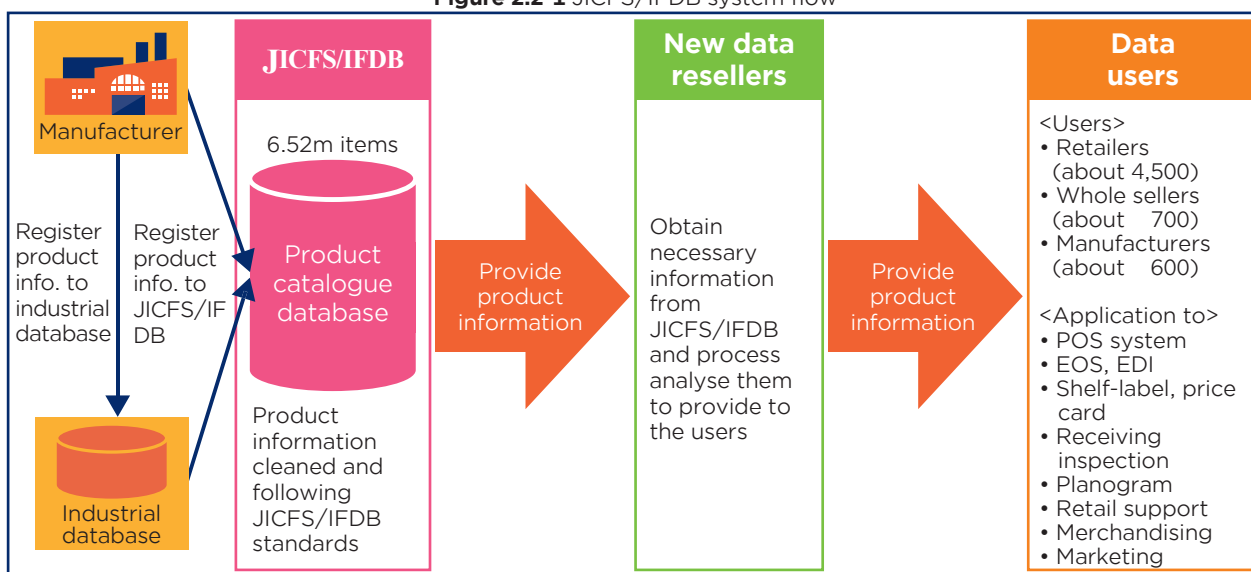 Figure 2.2-1 JICFS/IFDB system flow
Manufacturer
Register
product
info. to
industrial
database
Register
product
info. to
JICFS/IF
DB
Industrial
database
JICFS/IFDB
6.52m items
Product
catalogue
database
Product
information
cleaned and
following
JICFS/IFDB
standards
Provide
product
information
New data
resellers
Obtain
necessary
information
from
JICFS/IFDB
and process
analyse them
to provide to
the users
Provide
product
information
Data
users
<Users>
• Retailers
(about 4,500)
• Whole sellers
(about 700)
• Manufacturers
(about 600)
<Application to>
• POS system
• EOS, EDI
• Shelf-label, price
card
• Receiving
inspection
• Planogram
• Retail support
• Merchandising
• Marketing